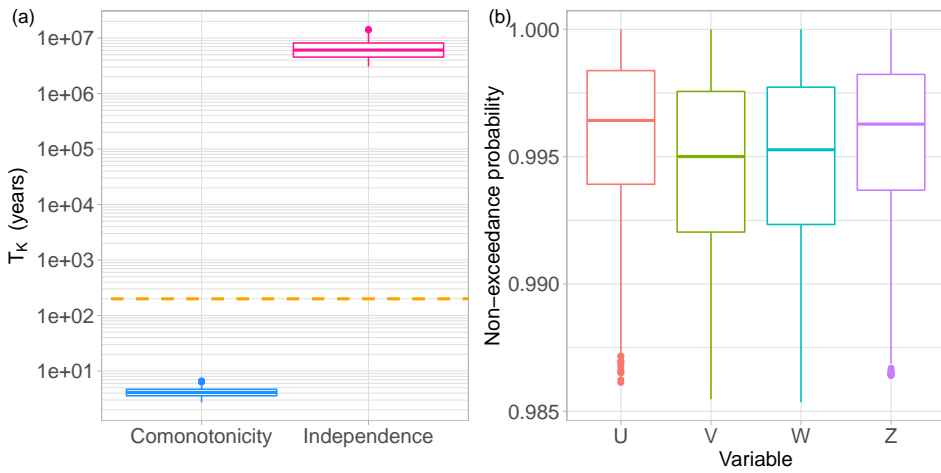 (a)
T_K (years)
1e+07
1e+06
1e+05
1e+04
1e+03
1e+02
1e+01
Comonotonicity Independence
(b)
Non−exceedance probability
1.000
0.995
0.990
0.985
U V W Z
Variable